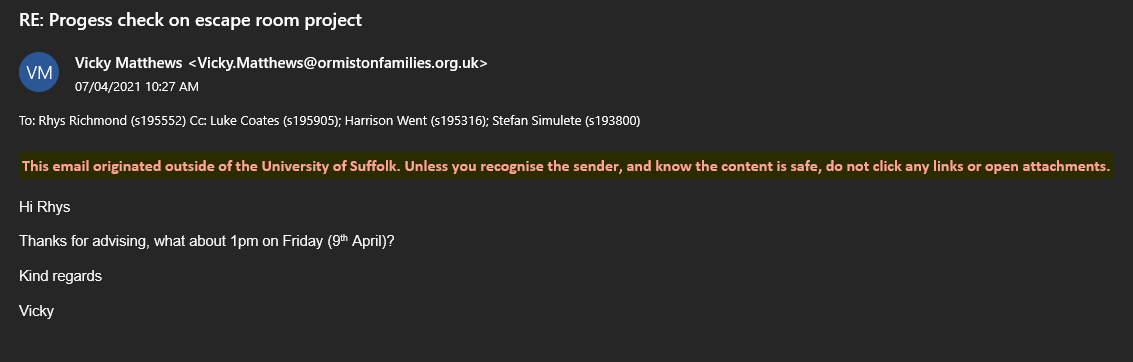 RE: Progess check on escape room project
VM
Vicky Matthews <Vicky.Matthews@ormistonfamilies.org.uk>
07/04/2021 10:27 AM
To: Rhys Richmond (s195552) Cc: Luke Coates (s195905); Harrison Went (s195316); Stefan Simulete (s193800)
This email originated outside of the University of Suffolk. Unless you recognise the sender, and know the content is safe, do not click any links or open attachments.
Hi Rhys
Thanks for advising, what about 1pm on Friday (9th April)?
Kind regards
Vicky